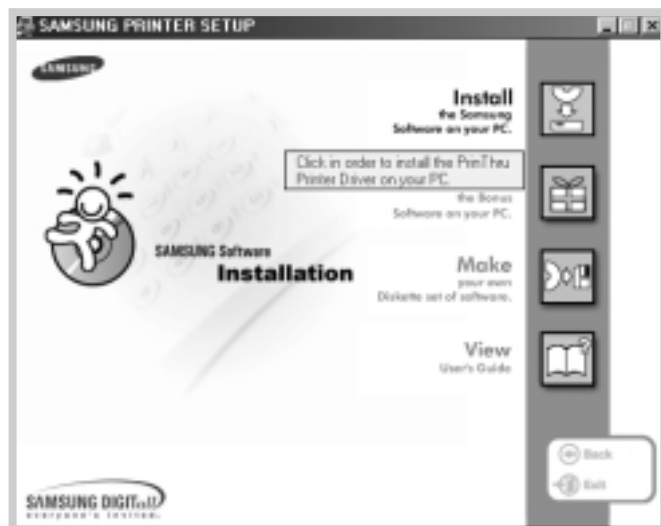 SAMSUNG PRINTER SETUP
SAMSUNG
Install
the Samsung
Software on your PC.
Click in order to install the PrinThru
Printer Driver on your PC.
the Bonus
Software on your PC.
SAMSUNG Software
Installation
Make
your own
Diskette set of software.
View
User's Guide
Back
Exit
SAMSUNG DIGITall
everyone's invited.